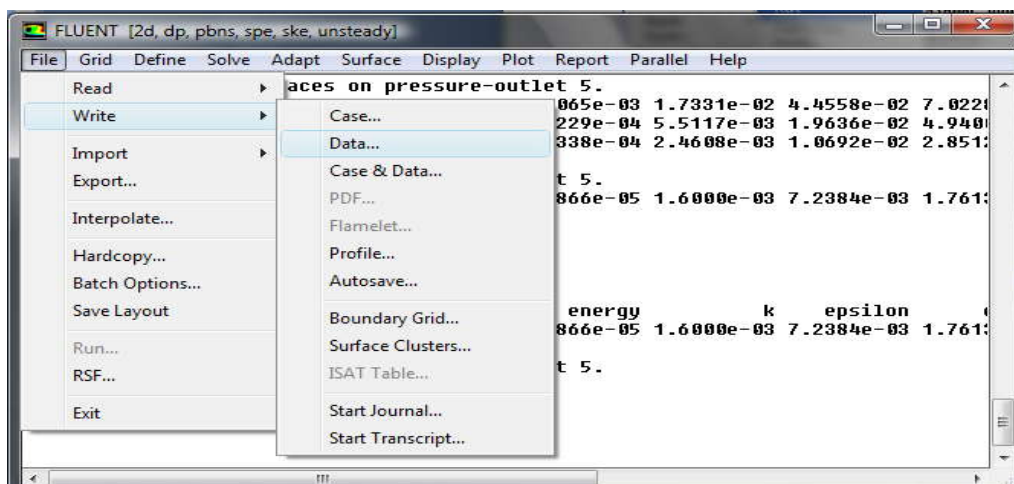 FLUENT [2d, dp, pbns, spe, ske, unsteady]
File Grid Define Solve Adapt Surface Display Plot Report Parallel Help
Read
Write
Import
Export...
Interpolate...
Hardcopy...
Batch Options...
Save Layout
Run...
RSF...
Exit
Case...
Data...
Case & Data...
PDF...
Flamelet...
Profile...
Autosave...
Boundary Grid...
Surface Clusters...
ISAT Table...
Start Journal...
Start Transcript...
aces on pressure-outlet 5.
065e-03 1.7331e-02 4.4558e-02 7.022
229e-04 5.5117e-03 1.9636e-02 4.940
338e-04 2.4608e-03 1.0692e-02 2.851
t 5.
866e-05 1.6000e-03 7.2384e-03 1.761
energy k epsilon
866e-05 1.6000e-03 7.2384e-03 1.761
t 5.